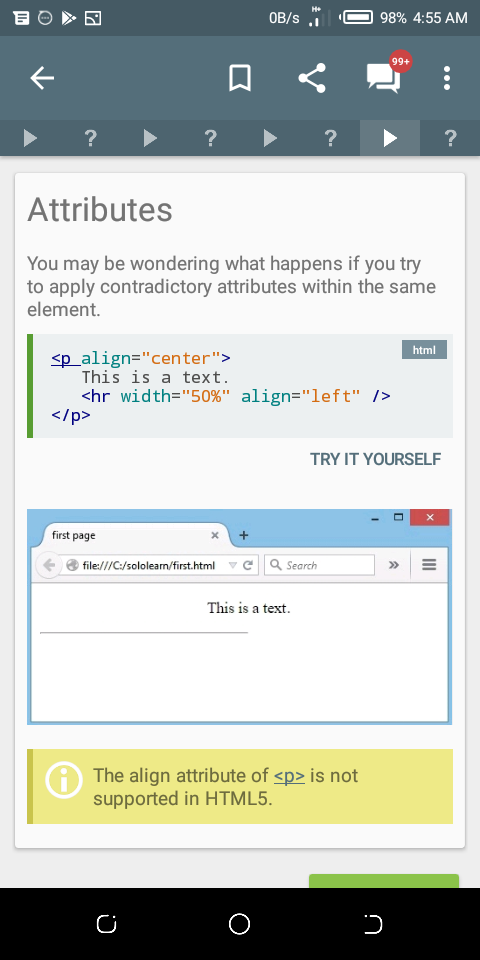 0B/s H+ 98% 4:55 AM
99+
? ? ? ?
Attributes
You may be wondering what happens if you try
to apply contradictory attributes within the same
element.
html
<p align="center">
This is a text.
<hr width="50%" align="left" />
</p>
TRY IT YOURSELF
first page
file:///C:/sololearn/first.html Search
This is a text.
The align attribute of <p> is not
supported in HTML5.